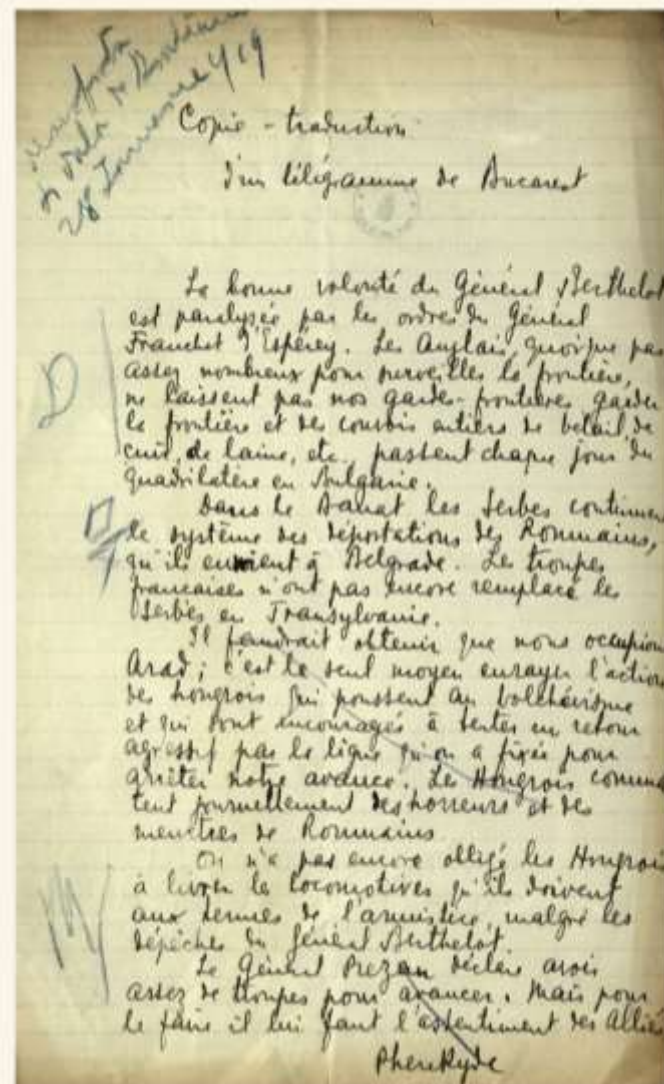 28 Ianuarie 1919
Copie - traduction
d'un télégramme de Bucarest
La bonne volonté du Général Berthelot
est paralysée par les ordres du Général
Franchet d'Espérey. Les Anglais, quoique pas
assez nombreux pour surveiller la frontière,
ne laissent pas nos gardes-frontières garder
la frontière et des convois entiers de bétail, de
cuir, de laine, etc. passent chaque jour du
quadrilatère en Bulgarie.
Dans le Banat les Serbes continuent
le système des déportations des Roumains,
qu'ils envoient à Belgrade. Les troupes
françaises n'ont pas encore remplacé les
Serbes en Transylvanie.
Il faudrait obtenir que nous occupions
Arad; c'est le seul moyen enrayer l'action
des hongrois qui poussent au bolchévisme
et qui sont encouragés à tenter un retour
agressif par la ligne qu'on a fixée pour
arrêter notre avance. Les Hongrois commet
tent journellement des horreurs et des
meurtres de Roumains.
On n'a pas encore obligé les Hongrois
à livrer les locomotives qu'ils doivent
aux termes de l'armistice, malgré les
dépêches du général Berthelot.
Le Général Prezan déclare avoir
assez de troupes pour avancer. Mais pour
le faire il lui faut l'assentiment des Alliés
Pherekyde